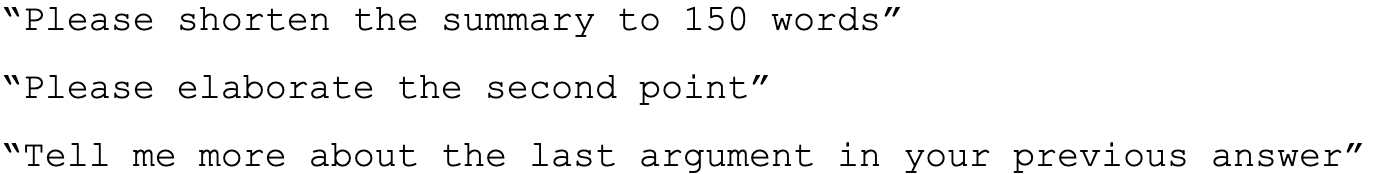 “Please shorten the summary to 150 words”
“Please elaborate the second point”
“Tell me more about the last argument in your previous answer”